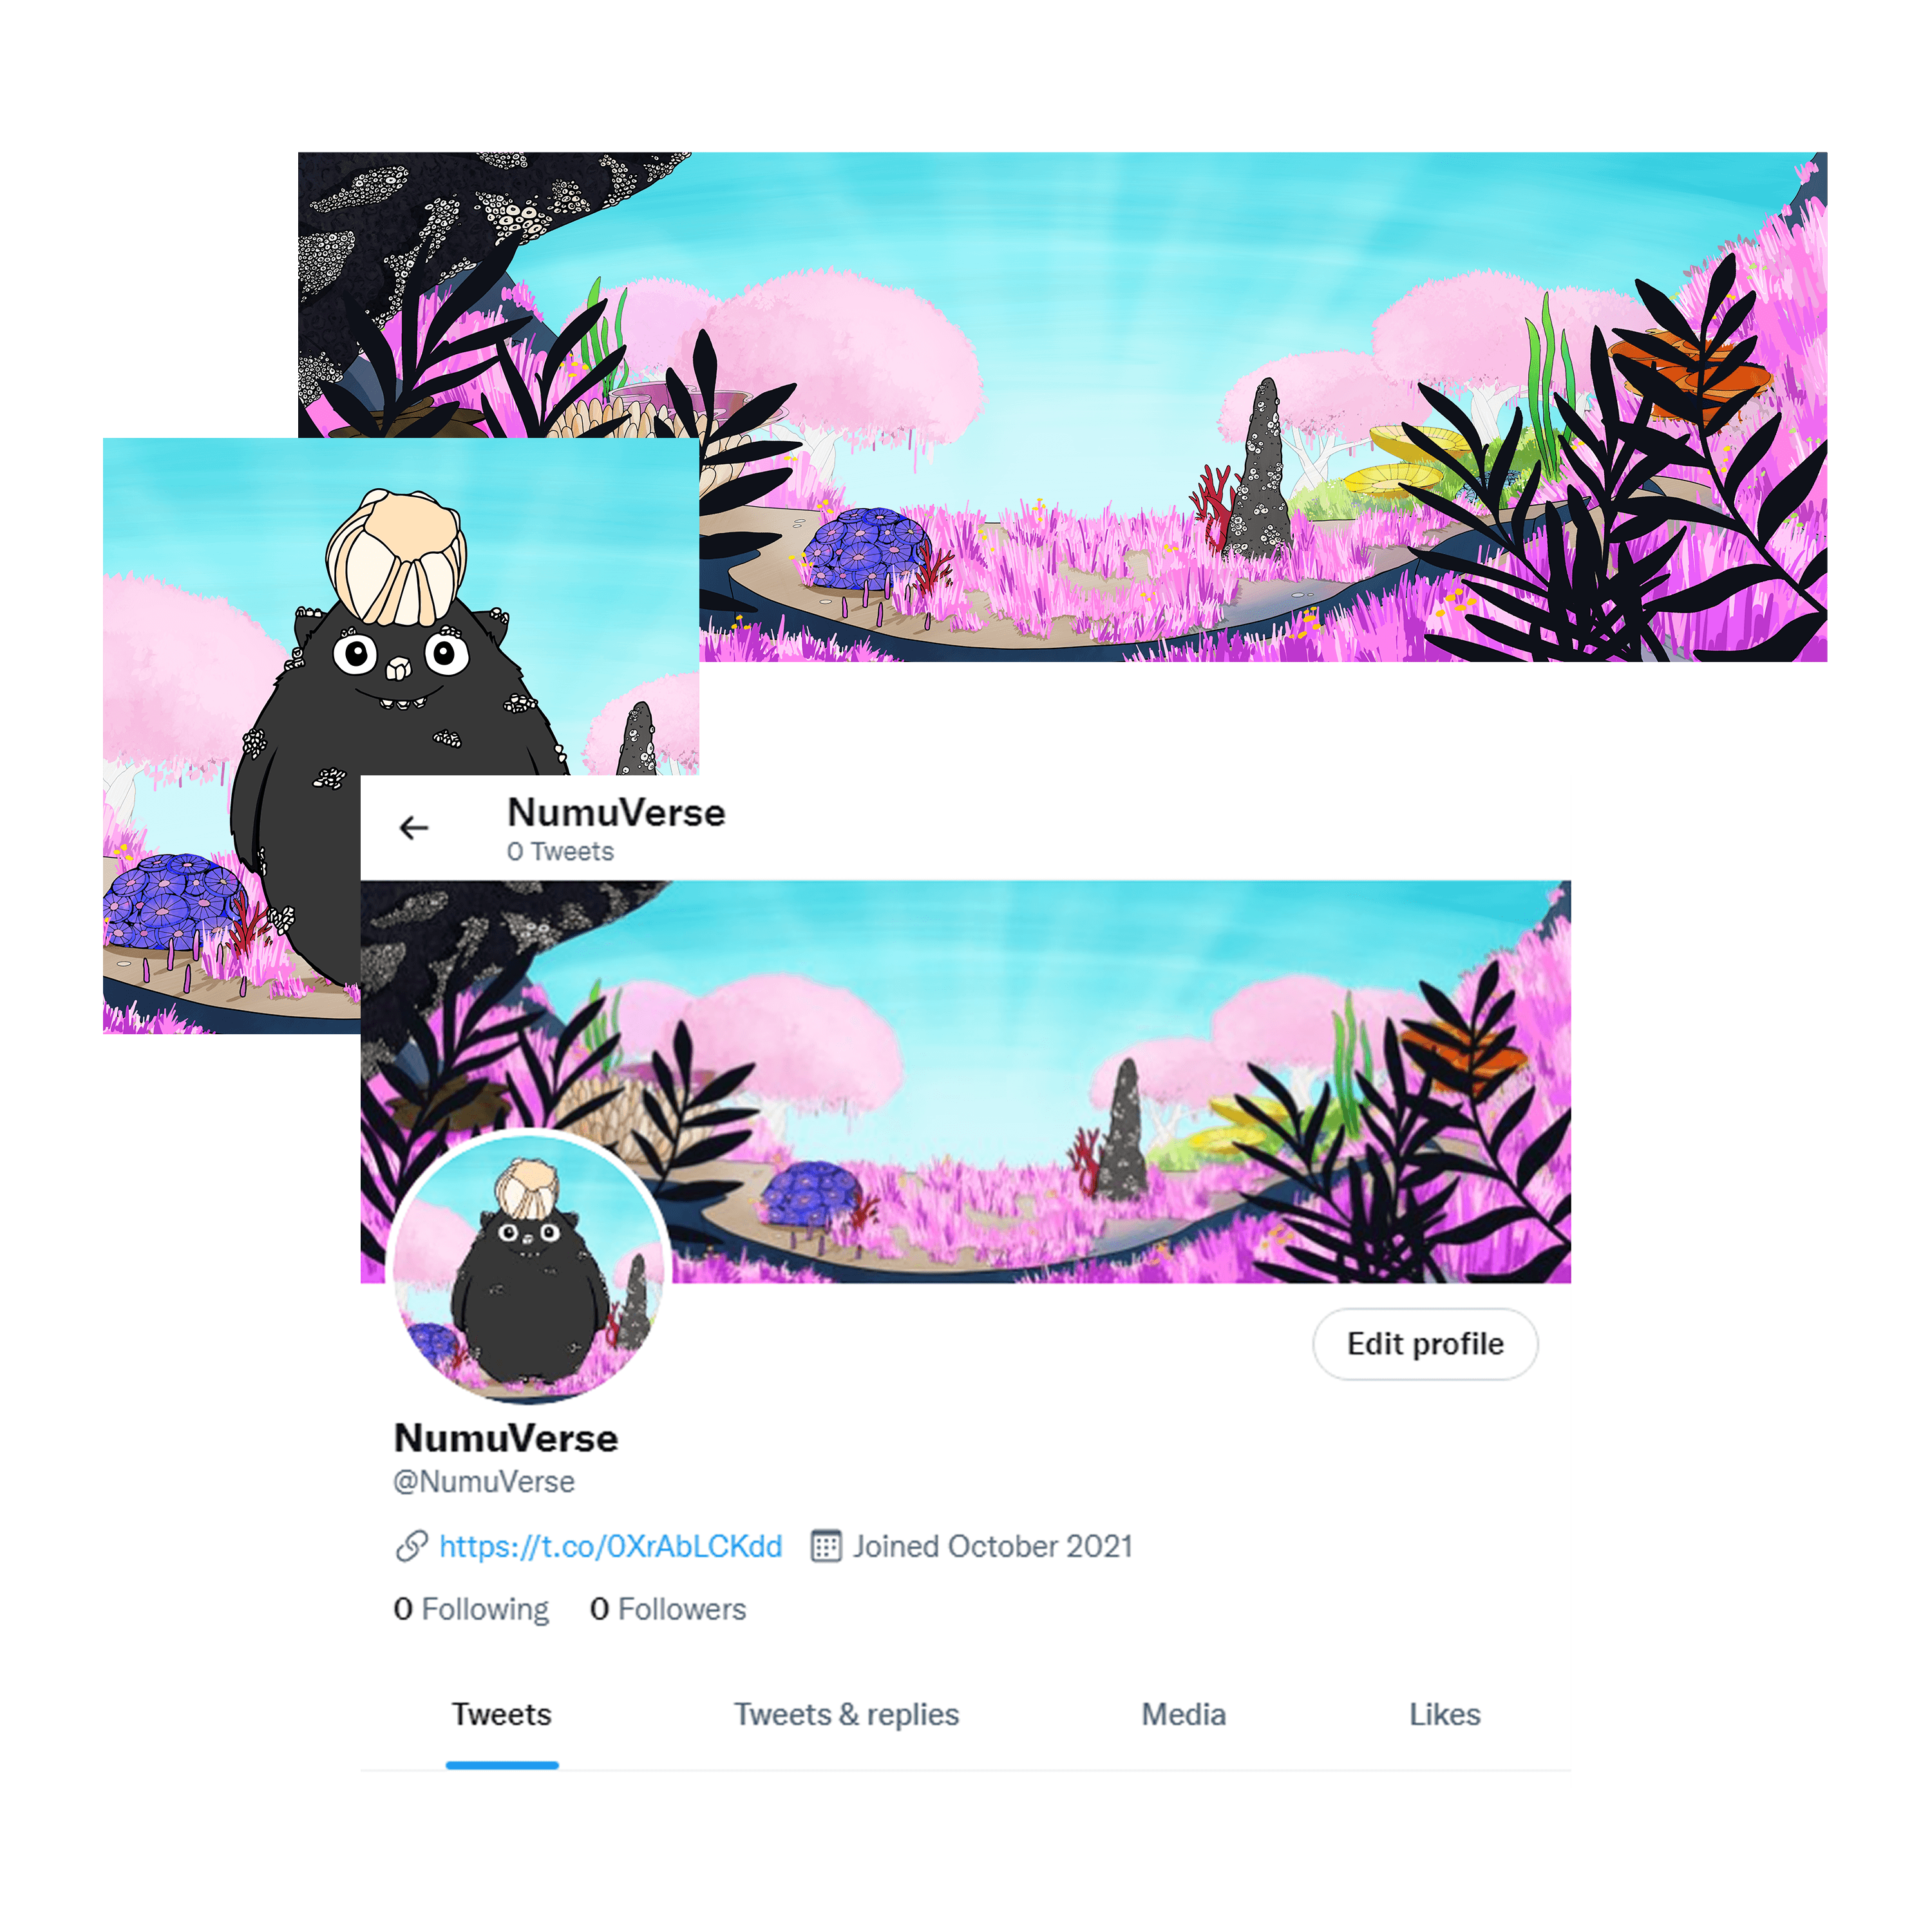 NumuVerse
0 Tweets
Edit profile
NumuVerse
@NumuVerse
https://t.co/0XrAbLCKdd Joined October 2021
0 Following 0 Followers
Tweets Tweets & replies Media Likes